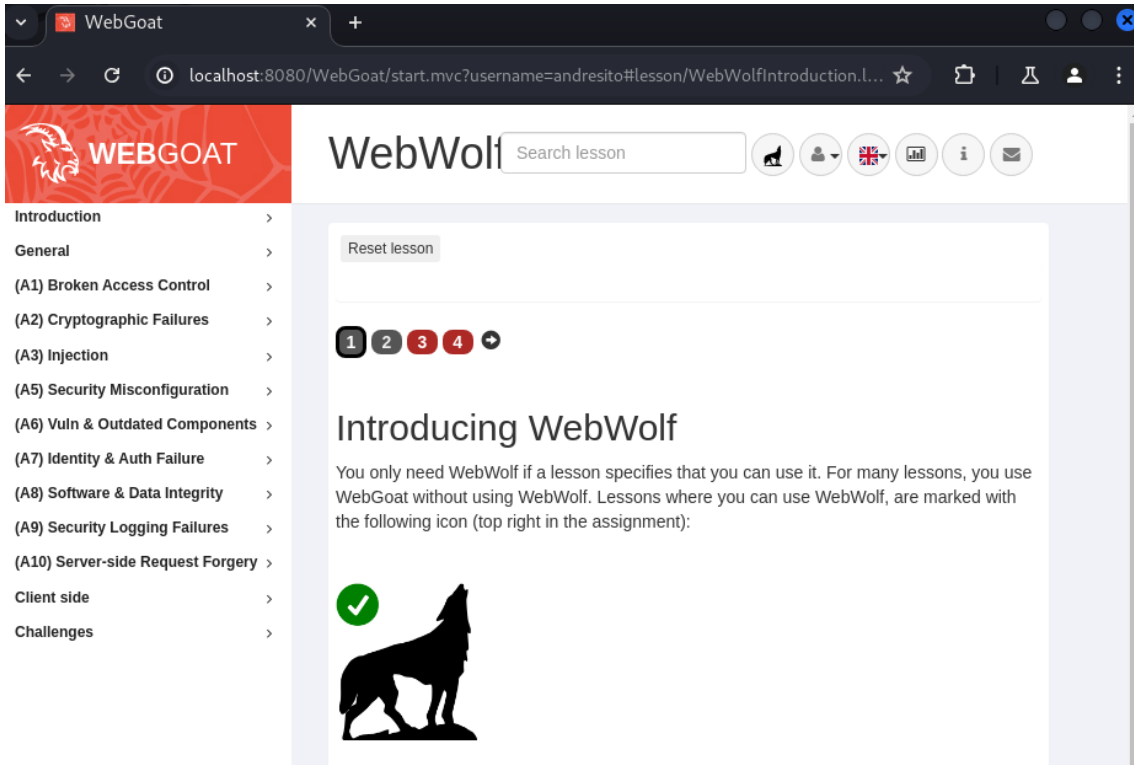 WebGoat
localhost:8080/WebGoat/start.mvc?username=andresito#lesson/WebWolfIntroduction.l...
WEBGOAT
WebWolf
Search lesson
Introduction
General
(A1) Broken Access Control
(A2) Cryptographic Failures
(A3) Injection
(A5) Security Misconfiguration
(A6) Vuln & Outdated Components
(A7) Identity & Auth Failure
(A8) Software & Data Integrity
(A9) Security Logging Failures
(A10) Server-side Request Forgery
Client side
Challenges
Reset lesson
1 2 3 4
Introducing WebWolf
You only need WebWolf if a lesson specifies that you can use it. For many lessons, you use
WebGoat without using WebWolf. Lessons where you can use WebWolf, are marked with
the following icon (top right in the assignment):